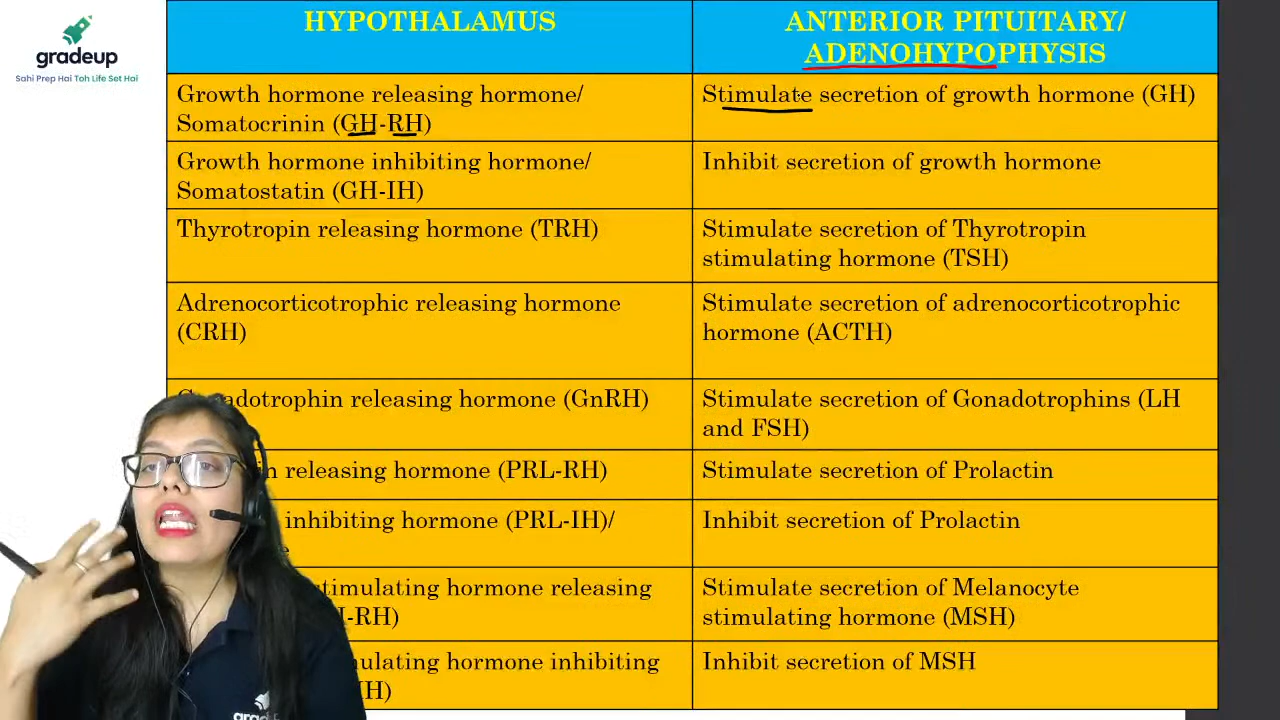 gradeup
Sahi Prep Hai Toh Life Set Hai
HYPOTHALAMUS
ANTERIOR PITUITARY/
ADENOHYPOPHYSIS
Growth hormone releasing hormone/
Somatocrinin (GH-RH)
Stimulate secretion of growth hormone (GH)
Growth hormone inhibiting hormone/
Somatostatin (GH-IH)
Inhibit secretion of growth hormone
Thyrotropin releasing hormone (TRH)
Stimulate secretion of Thyrotropin
stimulating hormone (TSH)
Adrenocorticotrophic releasing hormone
(CRH)
Stimulate secretion of adrenocorticotrophic
hormone (ACTH)
releasing hormone (GnRH)
Stimulate secretion of Gonadotrophins (LH
and FSH)
releasing hormone (PRL-RH)
Stimulate secretion of Prolactin
inhibiting hormone (PRL-IH)/
Inhibit secretion of Prolactin
stimulating hormone releasing
Stimulate secretion of Melanocyte
stimulating hormone (MSH)
hormone inhibiting
Inhibit secretion of MSH